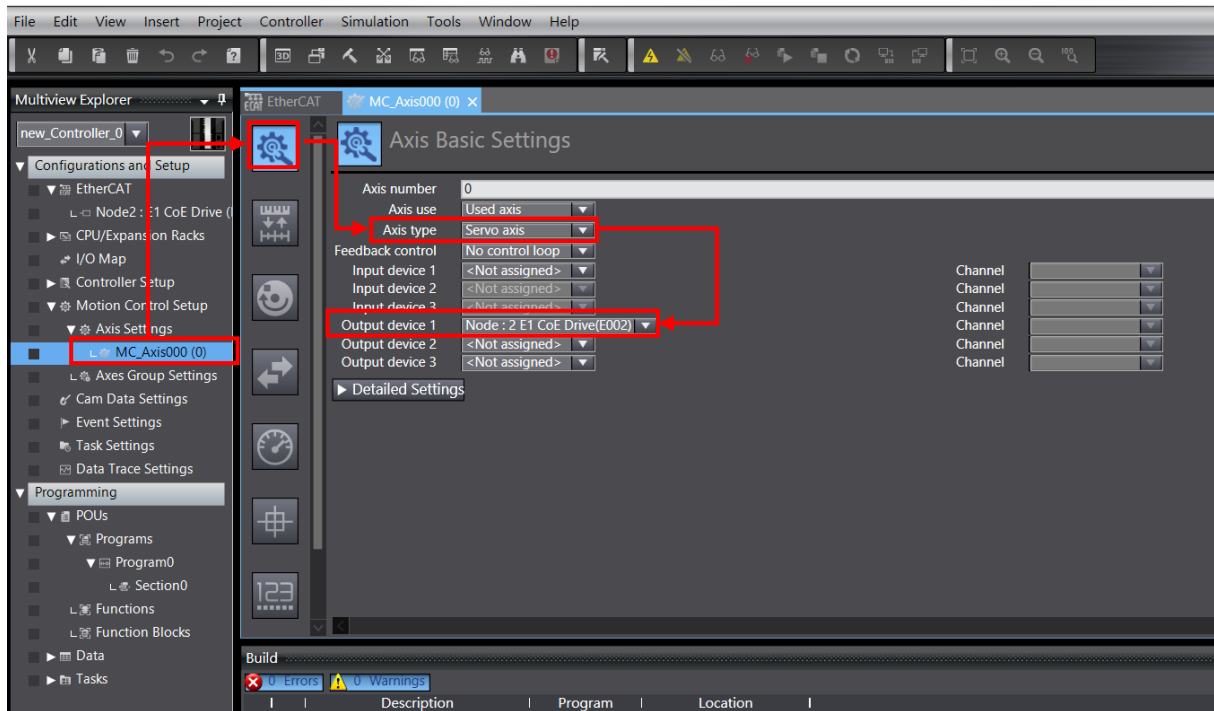 File Edit View Insert Project Controller Simulation Tools Window Help
Multiview Explorer
new_Controller_0
Configurations and Setup
EtherCAT
Node2 : E1 CoE Drive (
CPU/Expansion Racks
I/O Map
Controller Setup
Motion Control Setup
Axis Settings
MC_Axis000 (0)
Axes Group Settings
Cam Data Settings
Event Settings
Task Settings
Data Trace Settings
Programming
POUs
Programs
Program0
Section0
Functions
Function Blocks
Data
Tasks
EtherCAT MC_Axis000 (0)
Axis Basic Settings
Axis number 0
Axis use Used axis
Axis type Servo axis
Feedback control No control loop
Input device 1 <Not assigned> Channel
Input device 2 <Not assigned> Channel
Input device 3 <Not assigned> Channel
Output device 1 Node : 2 E1 CoE Drive(E002)
Output device 2 <Not assigned> Channel
Output device 3 <Not assigned> Channel
Detailed Settings
123
Build
0 Errors 0 Warnings
Description Program Location